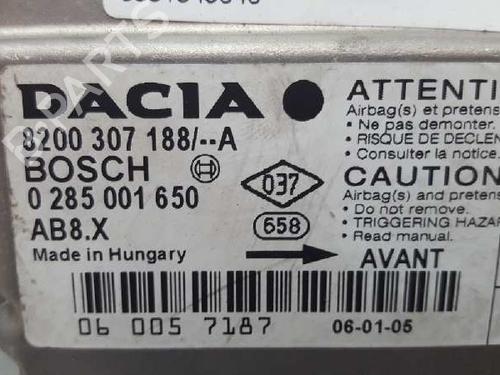 DACIA
8200 307 188/--A
BOSCH
0 285 001 650
AB8.X
Made in Hungary
037
658
AVANT
06 005 7187
06-01-05
ATTENTI
Airbag(s) et pretens
• Ne pas demonter.
• RISQUE DE DECLEN
• Consulter la notice.
CAUTION
Airbag(s) and pretens
• Do not remove.
• TRIGGERING HAZAR
• Read manual.